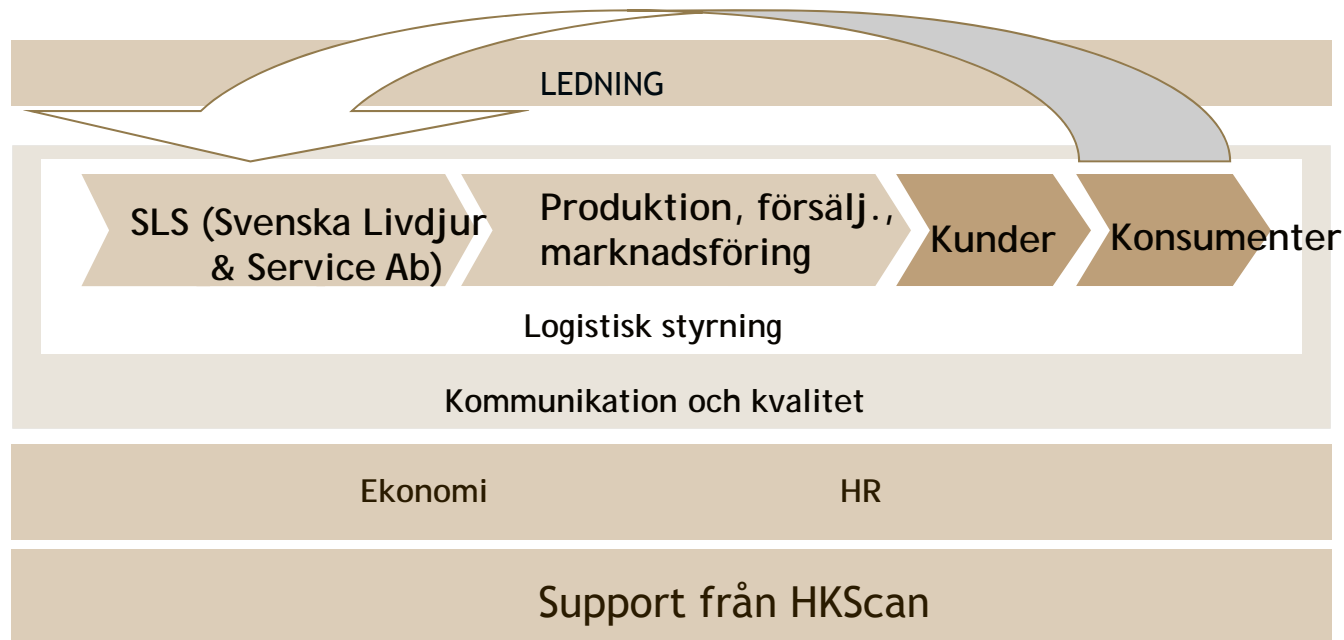 LEDNING
SLS (Svenska Livdjur
& Service Ab)
Produktion, försälj.,
marknadsföring
Kunder
Konsumenter
Logistisk styrning
Kommunikation och kvalitet
Ekonomi
HR
Support från HKScan